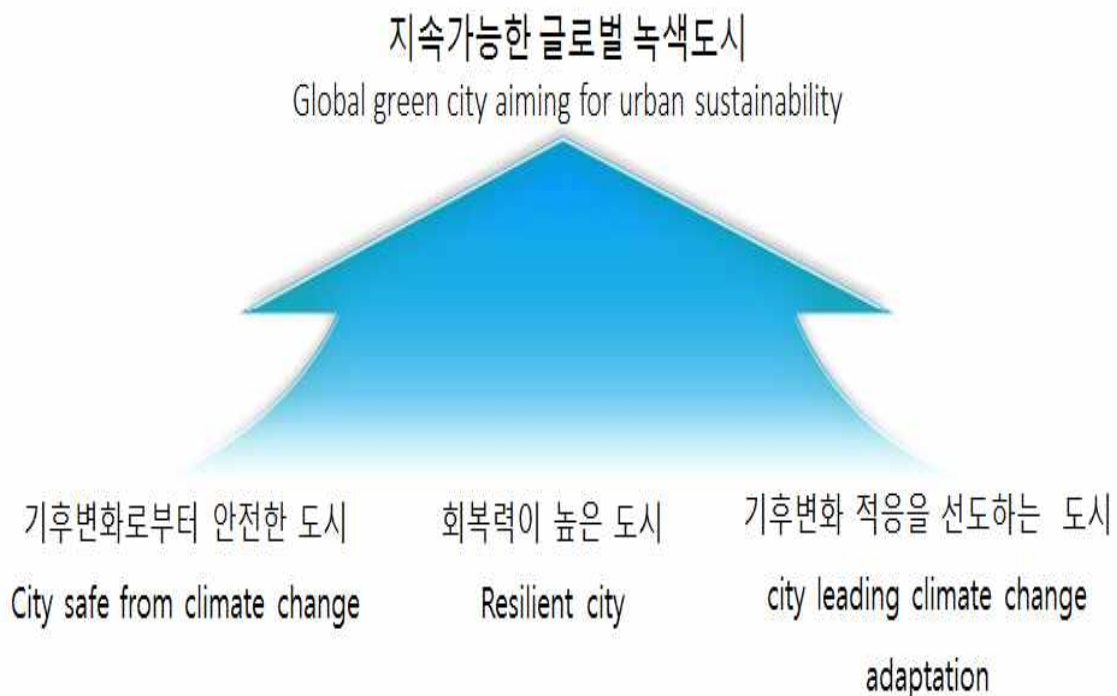 지속가능한 글로벌 녹색도시
Global green city aiming for urban sustainability
기후변화로부터 안전한 도시
City safe from climate change
회복력이 높은 도시
Resilient city
기후변화 적응을 선도하는 도시
city leading climate change
adaptation